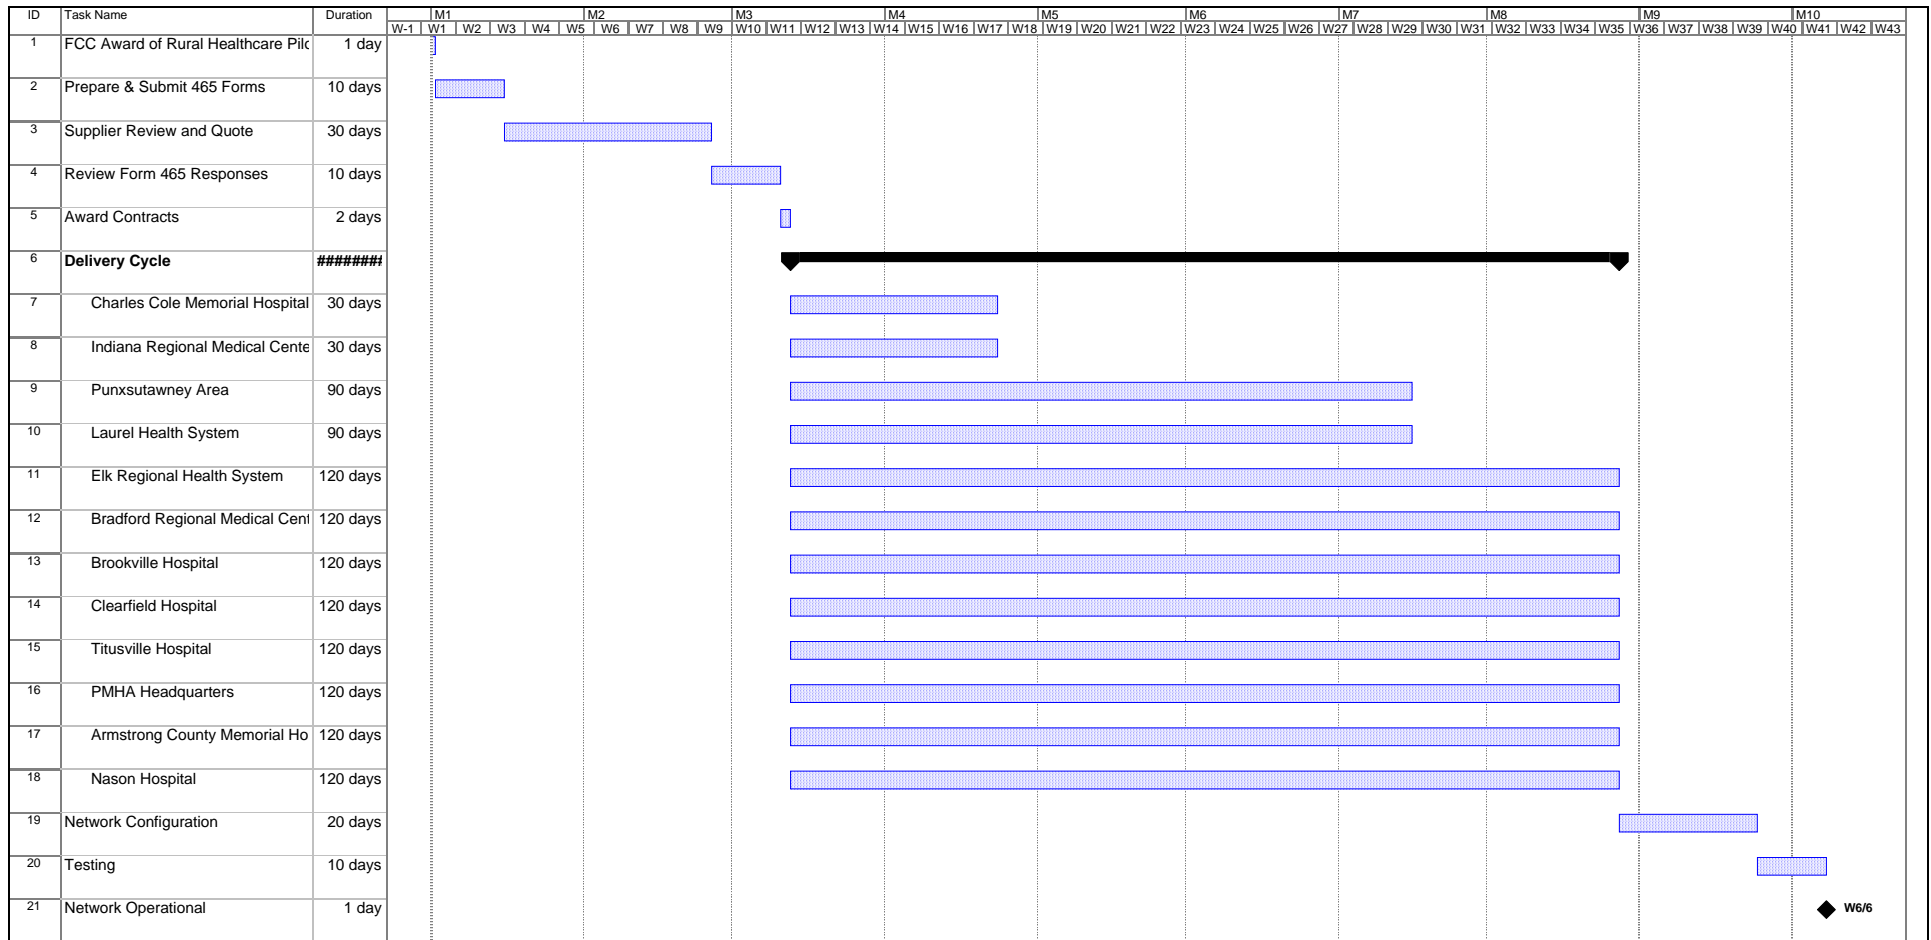 ID Task Name Duration M1 M2 M3 M4 M5 M6 M7 M8 M9 M10
W-1 W1 W2 W3 W4 W5 W6 W7 W8 W9 W10 W11 W12 W13 W14 W15 W16 W17 W18 W19 W20 W21 W22 W23 W24 W25 W26 W27 W28 W29 W30 W31 W32 W33 W34 W35 W36 W37 W38 W39 W40 W41 W42 W43
1 FCC Award of Rural Healthcare Pilo 1 day
2 Prepare & Submit 465 Forms 10 days
3 Supplier Review and Quote 30 days
4 Review Form 465 Responses 10 days
5 Award Contracts 2 days
6 Delivery Cycle ########
7 Charles Cole Memorial Hospital 30 days
8 Indiana Regional Medical Cente 30 days
9 Punxsutawney Area 90 days
10 Laurel Health System 90 days
11 Elk Regional Health System 120 days
12 Bradford Regional Medical Cent 120 days
13 Brookville Hospital 120 days
14 Clearfield Hospital 120 days
15 Titusville Hospital 120 days
16 PMHA Headquarters 120 days
17 Armstrong County Memorial Ho 120 days
18 Nason Hospital 120 days
19 Network Configuration 20 days
20 Testing 10 days
21 Network Operational 1 day W6/6